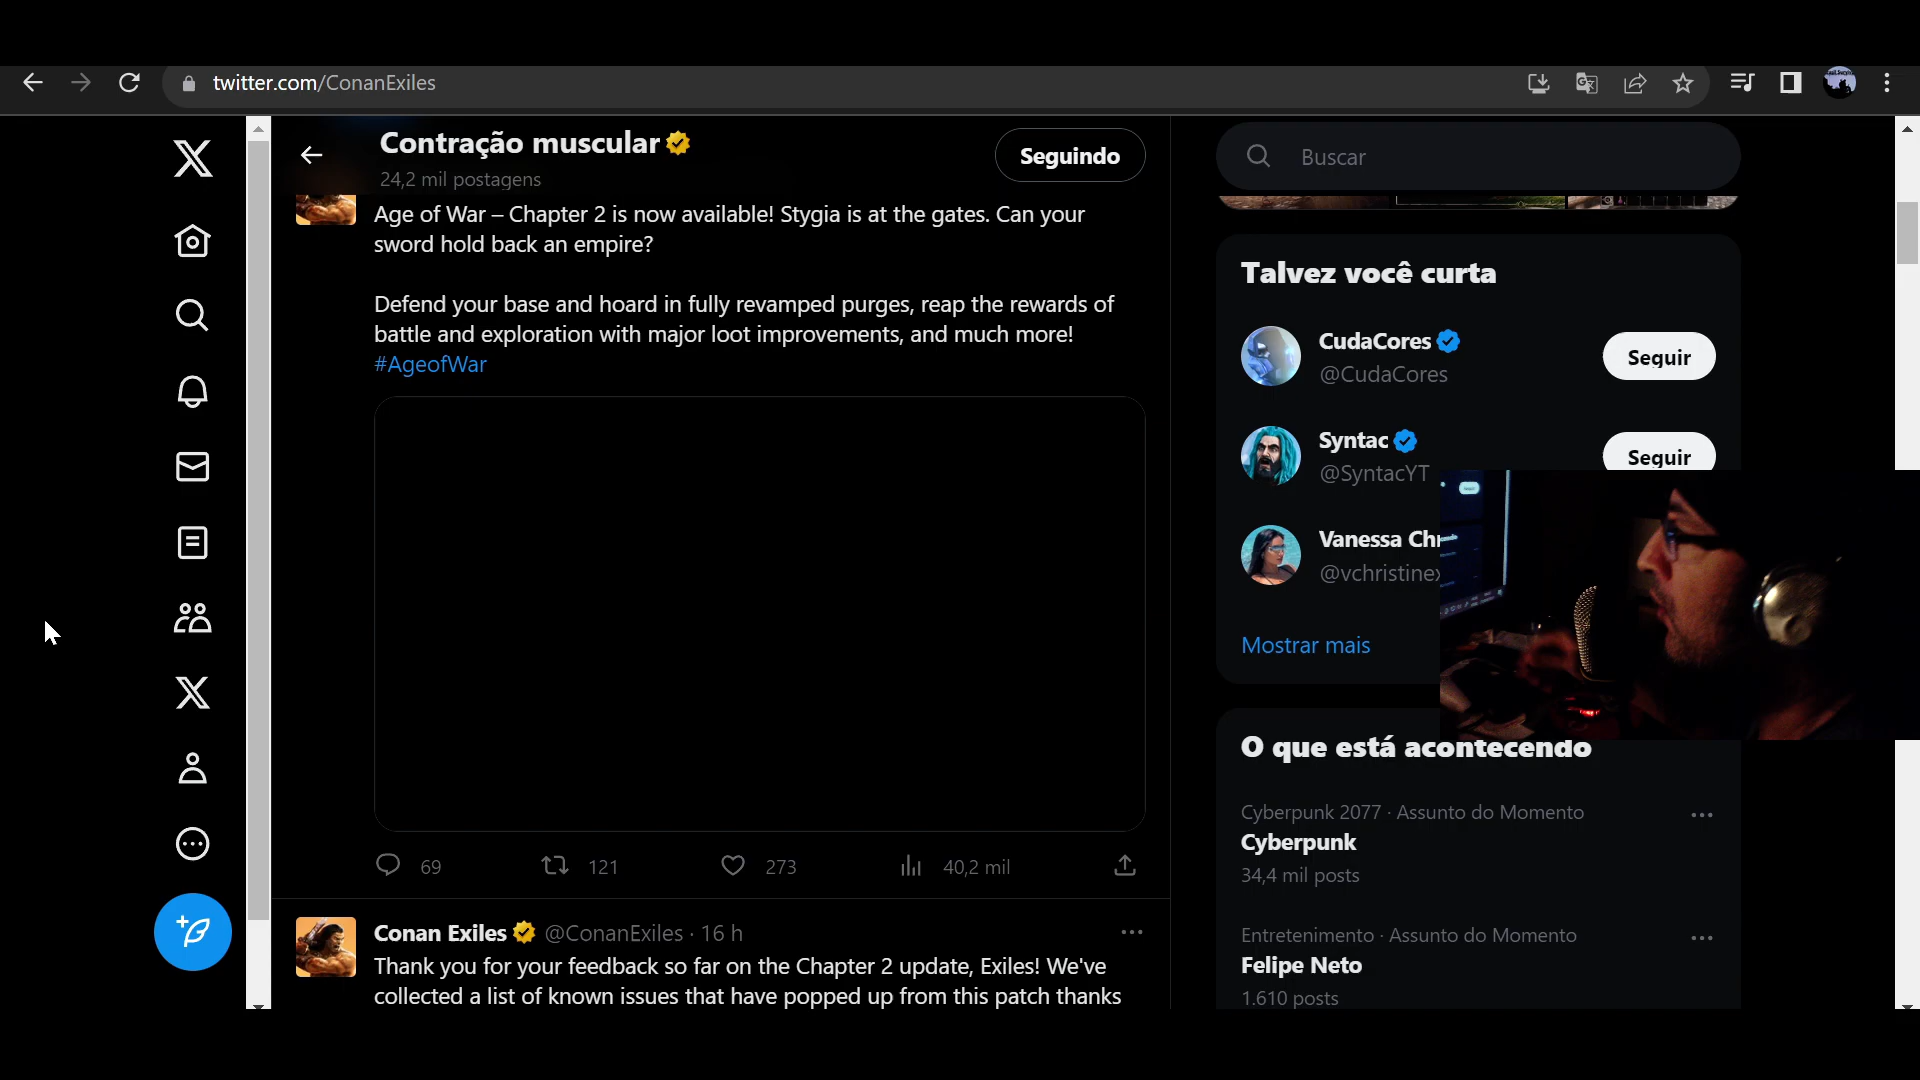 twitter.com/ConanExiles
Contração muscular
24,2 mil postagens
Seguindo
Age of War – Chapter 2 is now available! Stygia is at the gates. Can your
sword hold back an empire?
Defend your base and hoard in fully revamped purges, reap the rewards of
battle and exploration with major loot improvements, and much more!
#AgeofWar
69
121
273
40,2 mil
Conan Exiles @ConanExiles · 16 h
Thank you for your feedback so far on the Chapter 2 update, Exiles! We've
collected a list of known issues that have popped up from this patch thanks
Buscar
Talvez você curta
CudaCores
@CudaCores
Seguir
Syntac
@SyntacYT
Seguir
Vanessa
Mostrar mais
O que está acontecendo
Cyberpunk 2077 · Assunto do Momento
Cyberpunk
34,4 mil posts
Entretenimento · Assunto do Momento
Felipe Neto
1.610 posts